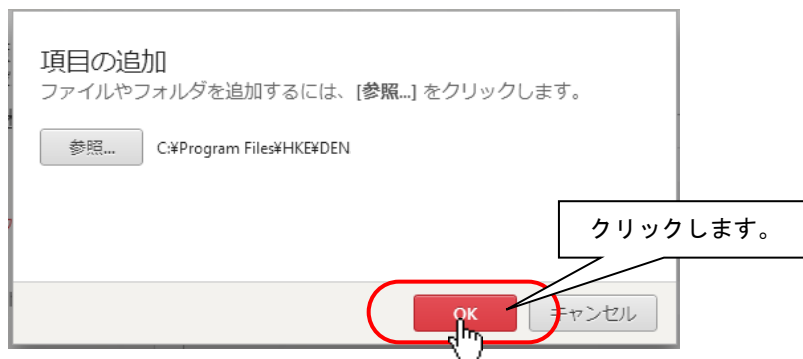 項目の追加
ファイルやフォルダを追加するには、[参照...] をクリックします。
参照... C:¥Program Files¥HKE¥DEN
クリックします。
OK キャンセル